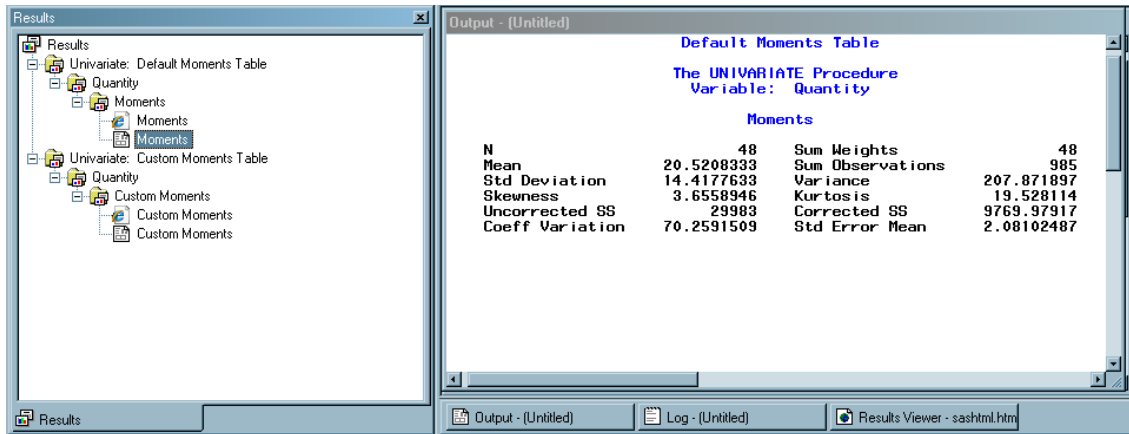 Results
Results
Univariate: Default Moments Table
Quantity
Moments
Moments
Moments
Univariate: Custom Moments Table
Quantity
Custom Moments
Custom Moments
Custom Moments
Results
Output - (Untitled)
Default Moments Table
The UNIVARIATE Procedure
Variable: Quantity
Moments
N 48 Sum Weights 48
Mean 20.5208333 Sum Observations 985
Std Deviation 14.4177633 Variance 207.871897
Skewness 3.6558946 Kurtosis 19.528114
Uncorrected SS 29983 Corrected SS 9769.97917
Coeff Variation 70.2591509 Std Error Mean 2.08102487
Output - (Untitled) Log - (Untitled) Results Viewer - sashtml.htm